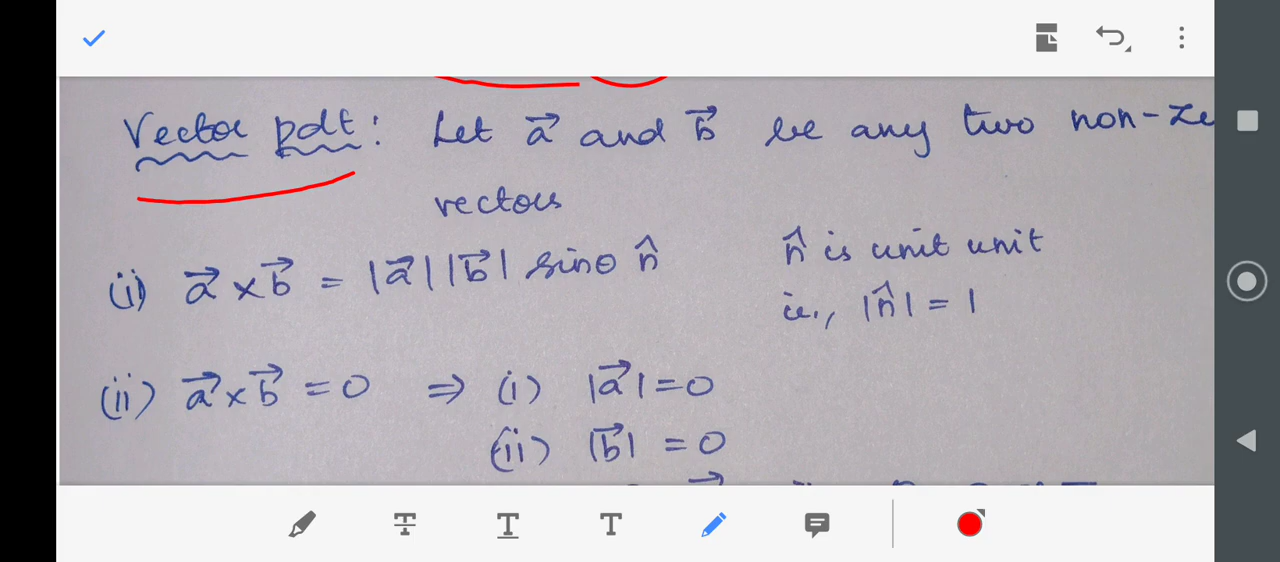 Vector pdt: Let a⃗ and b⃗ be any two non-ze
vectors
(i) a⃗ × b⃗ = |a⃗| |b⃗| sinθ n̂
n̂ is unit unit
i.e., |n̂| = 1
(ii) a⃗ × b⃗ = 0 ⇒ (i) |a⃗| = 0
(ii) |b⃗| = 0